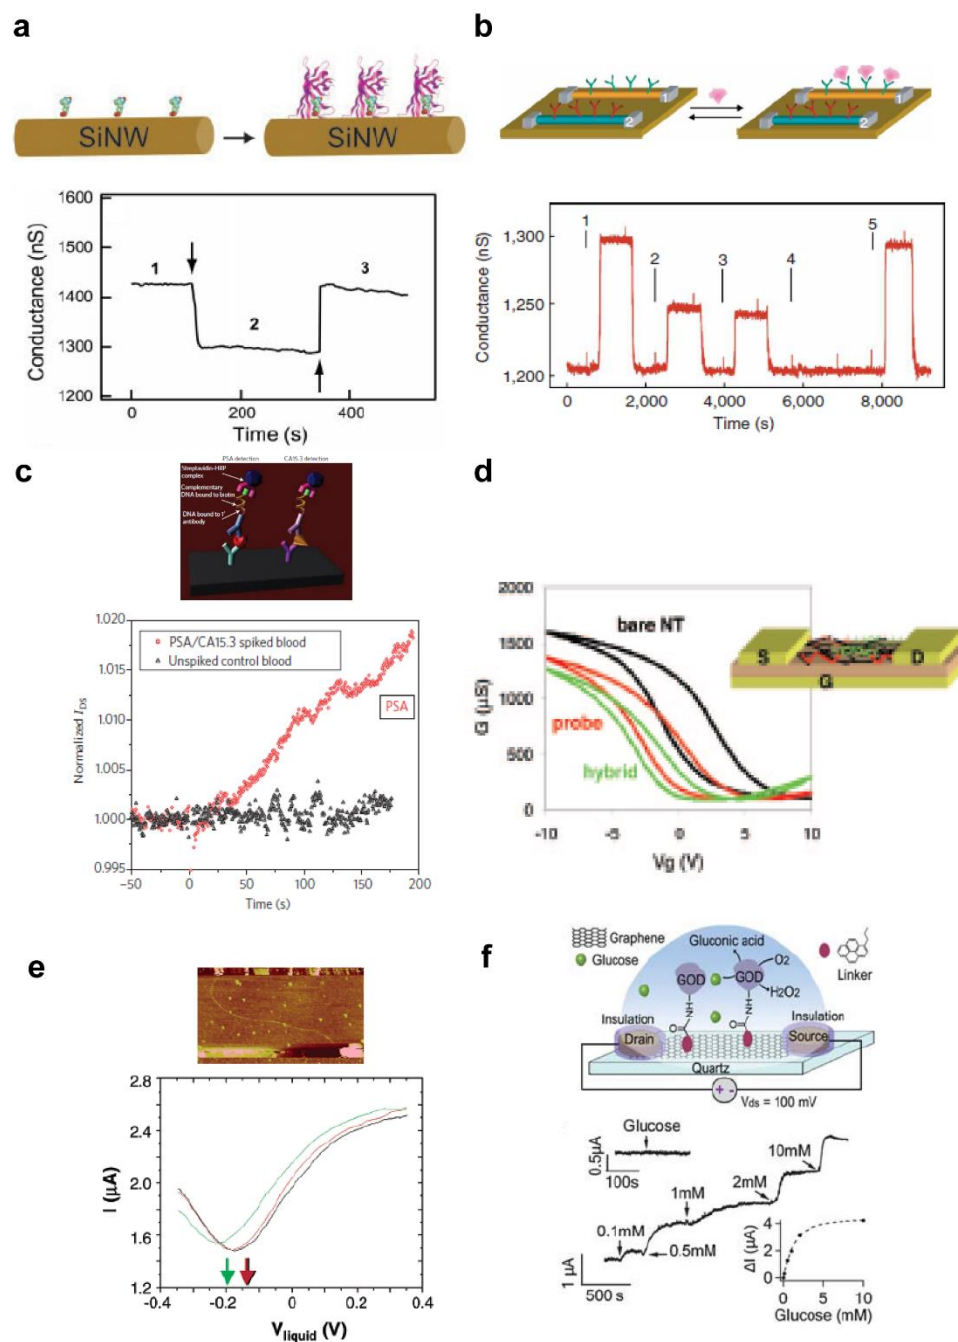 a
SiNW
SiNW
1600
1500
1400
1300
1200
Conductance (nS)
1
2
3
0
200
400
Time (s)
b
1
2
1
2
1,300
1,250
1,200
Conductance (nS)
1
2
3
4
5
0
2,000
4,000
6,000
8,000
Time (s)
c
PSA detection
CA15.3 detection
Streptavidin-HRP
complex
Complementary
DNA bound to biotin
DNA bound to 1°
antibody
1.020
1.015
1.010
1.005
1.000
0.995
Normalized IDS
PSA/CA15.3 spiked blood
Unspiked control blood
PSA
−50
0
50
100
150
200
Time (s)
d
2000
1500
1000
500
0
G (µS)
bare NT
probe
hybrid
S
D
G
-10
-5
0
5
10
Vg (V)
e
2.8
2.4
2.0
1.6
1.2
I (µA)
-0.4
-0.2
0
0.2
0.4
Vliquid (V)
f
Graphene
Glucose
Gluconic acid
O2
Linker
GOD
GOD
H2O2
Insulation
Insulation
Drain
Source
Quartz
+ -
Vds = 100 mV
Glucose
0.5µA
100s
10mM
2mM
1mM
0.1mM
0.5mM
1 µA
500 s
ΔI (µA)
4
2
0
0
5
10
Glucose (mM)